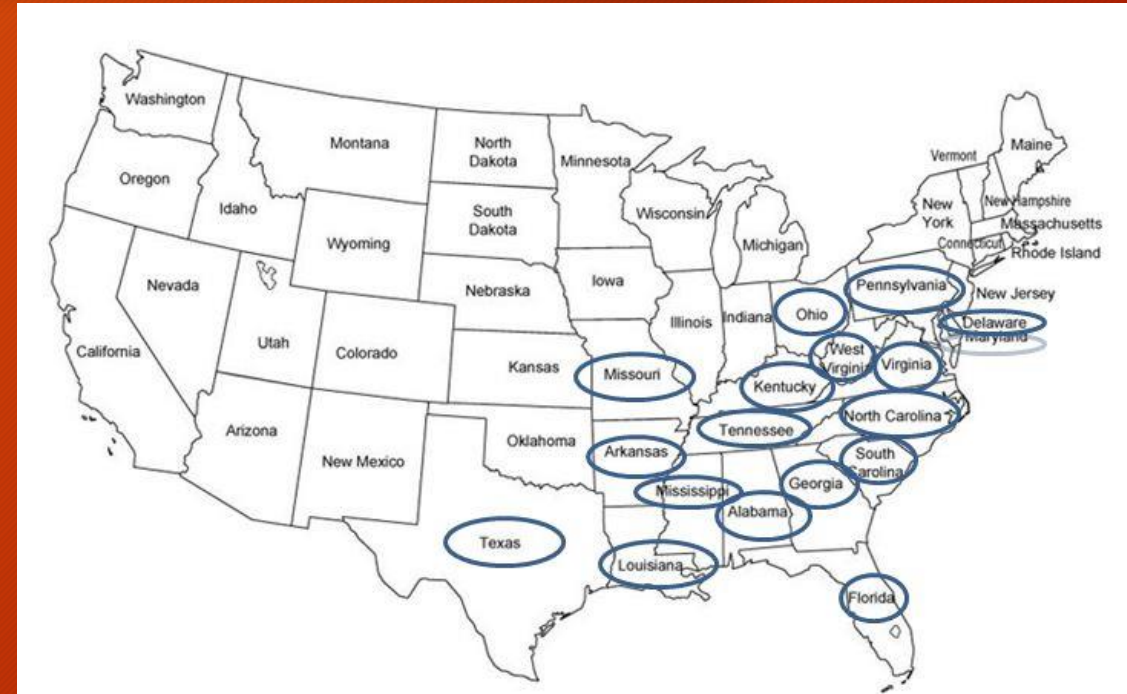 Washington
Montana
North
Dakota
Minnesota
Maine
Vermont
Oregon
Idaho
South
Dakota
Wisconsin
Michigan
New
York
New Hampshire
Massachusetts
Connecticut
Rhode Island
Wyoming
Nevada
Nebraska
Iowa
Pennsylvania
New Jersey
Illinois
Indiana
Ohio
Delaware
Maryland
California
Utah
Colorado
Kansas
Missouri
West
Virginia
Virginia
Kentucky
Arizona
New Mexico
Oklahoma
Arkansas
Tennessee
North Carolina
South
Carolina
Mississippi
Georgia
Alabama
Texas
Louisiana
Florida